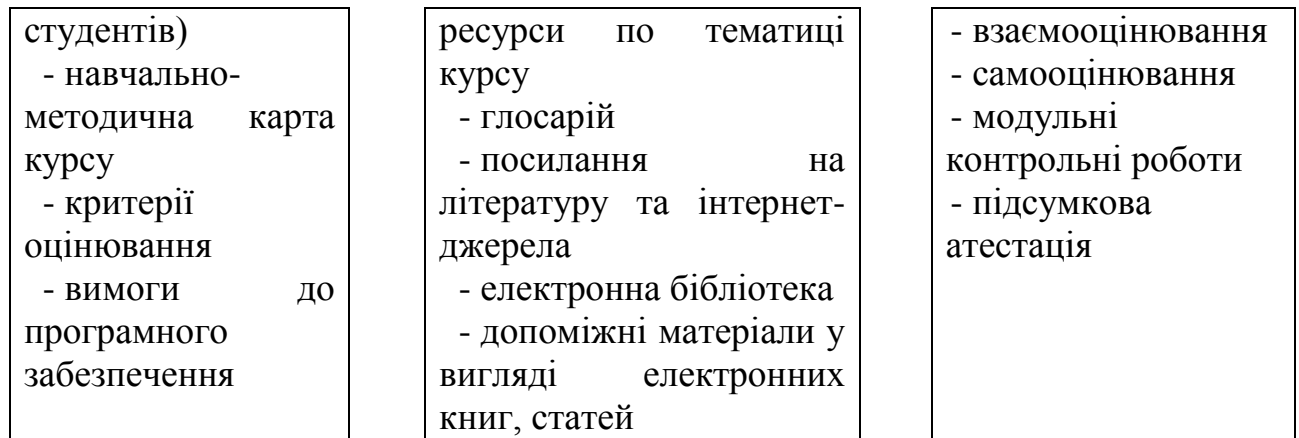 студентів)
- навчально-
методична карта
курсу
- критерії
оцінювання
- вимоги до
програмного
забезпечення
ресурси по тематиці
курсу
- глосарій
- посилання на
літературу та інтернет-
джерела
- електронна бібліотека
- допоміжні матеріали у
вигляді електронних
книг, статей
- взаємооцінювання
- самооцінювання
- модульні
контрольні роботи
- підсумкова
атестація